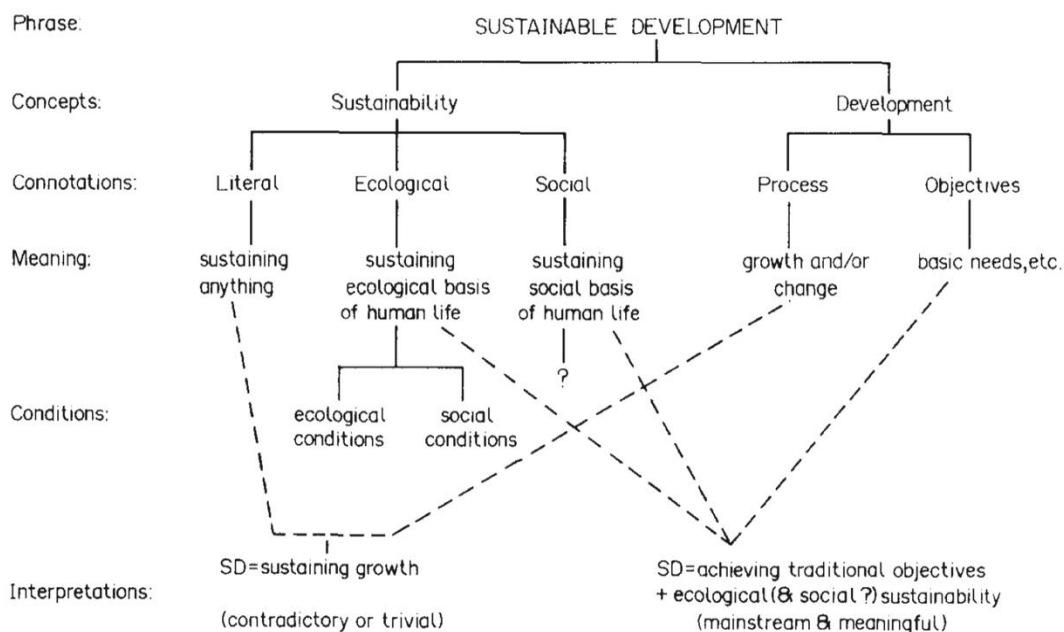 Phrase: SUSTAINABLE DEVELOPMENT
Concepts: Sustainability Development
Connotations: Literal Ecological Social Process Objectives
Meaning: sustaining sustaining sustaining growth and/or basic needs,etc.
anything ecological basis social basis change
of human life of human life
?
Conditions: ecological social
conditions conditions
SD=sustaining growth SD=achieving traditional objectives
Interpretations: + ecological(& social?)sustainability
(contradictory or trivial) (mainstream & meaningful)